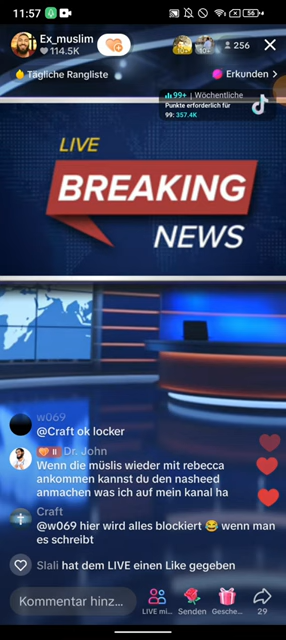 11:57
56
Ex_muslim
114.5K
10+
256
Tägliche Rangliste
Erkunden >
99+ | Wöchentliche
Punkte erforderlich für
99: 357.4K
LIVE
BREAKING
NEWS
w069
@Craft ok locker
Dr. John
Wenn die müslis wieder mit rebecca
ankommen kannst du den nasheed
anmachen was ich auf mein kanal ha
Craft
@w069 hier wird alles blockiert 😂 wenn man
es schreibt
Slali hat dem LIVE einen Like gegeben
Kommentar hinz...
LIVE mi...
Senden
Gesche...
29